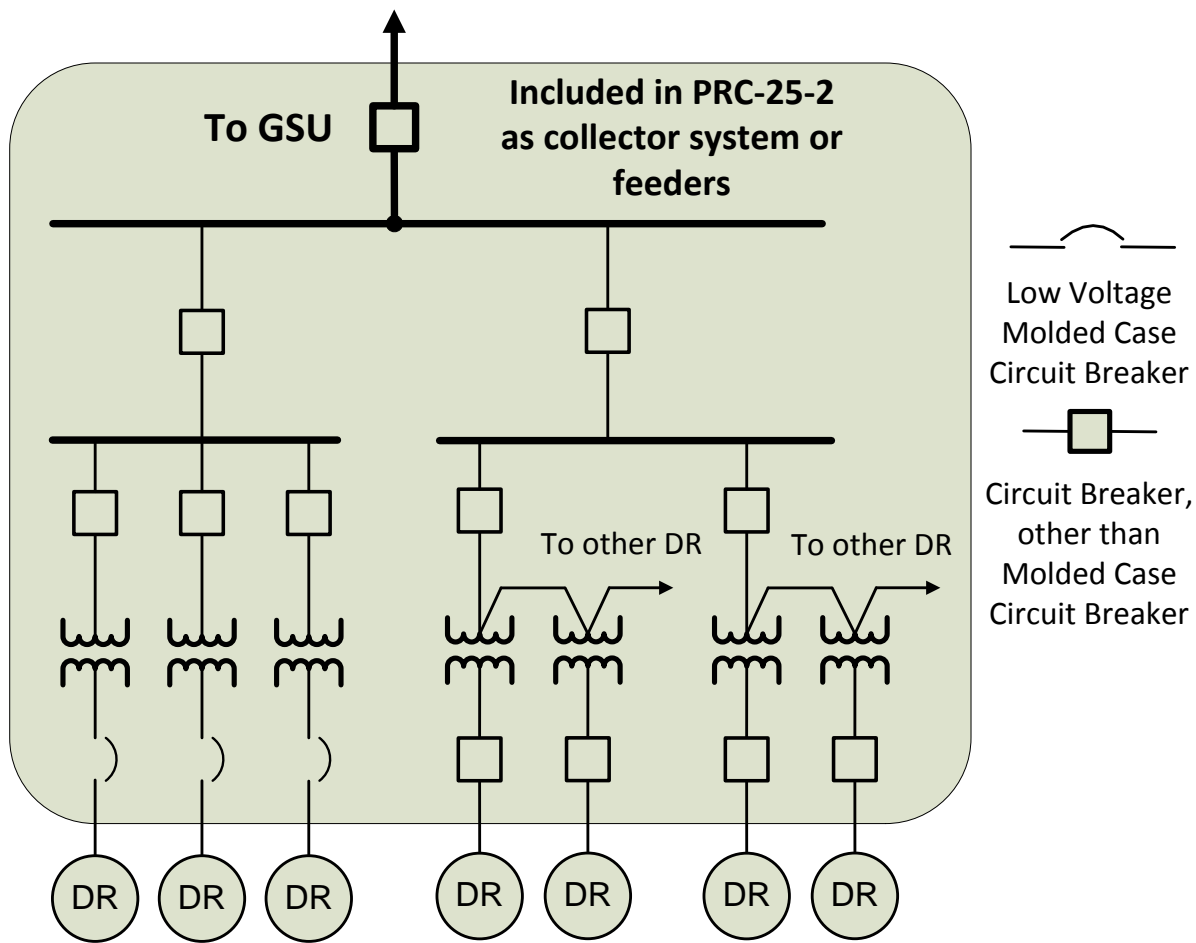 To GSU
Included in PRC-25-2
as collector system or
feeders
Low Voltage
Molded Case
Circuit Breaker
Circuit Breaker,
other than
Molded Case
Circuit Breaker
To other DR
To other DR
DR
DR
DR
DR
DR
DR
DR